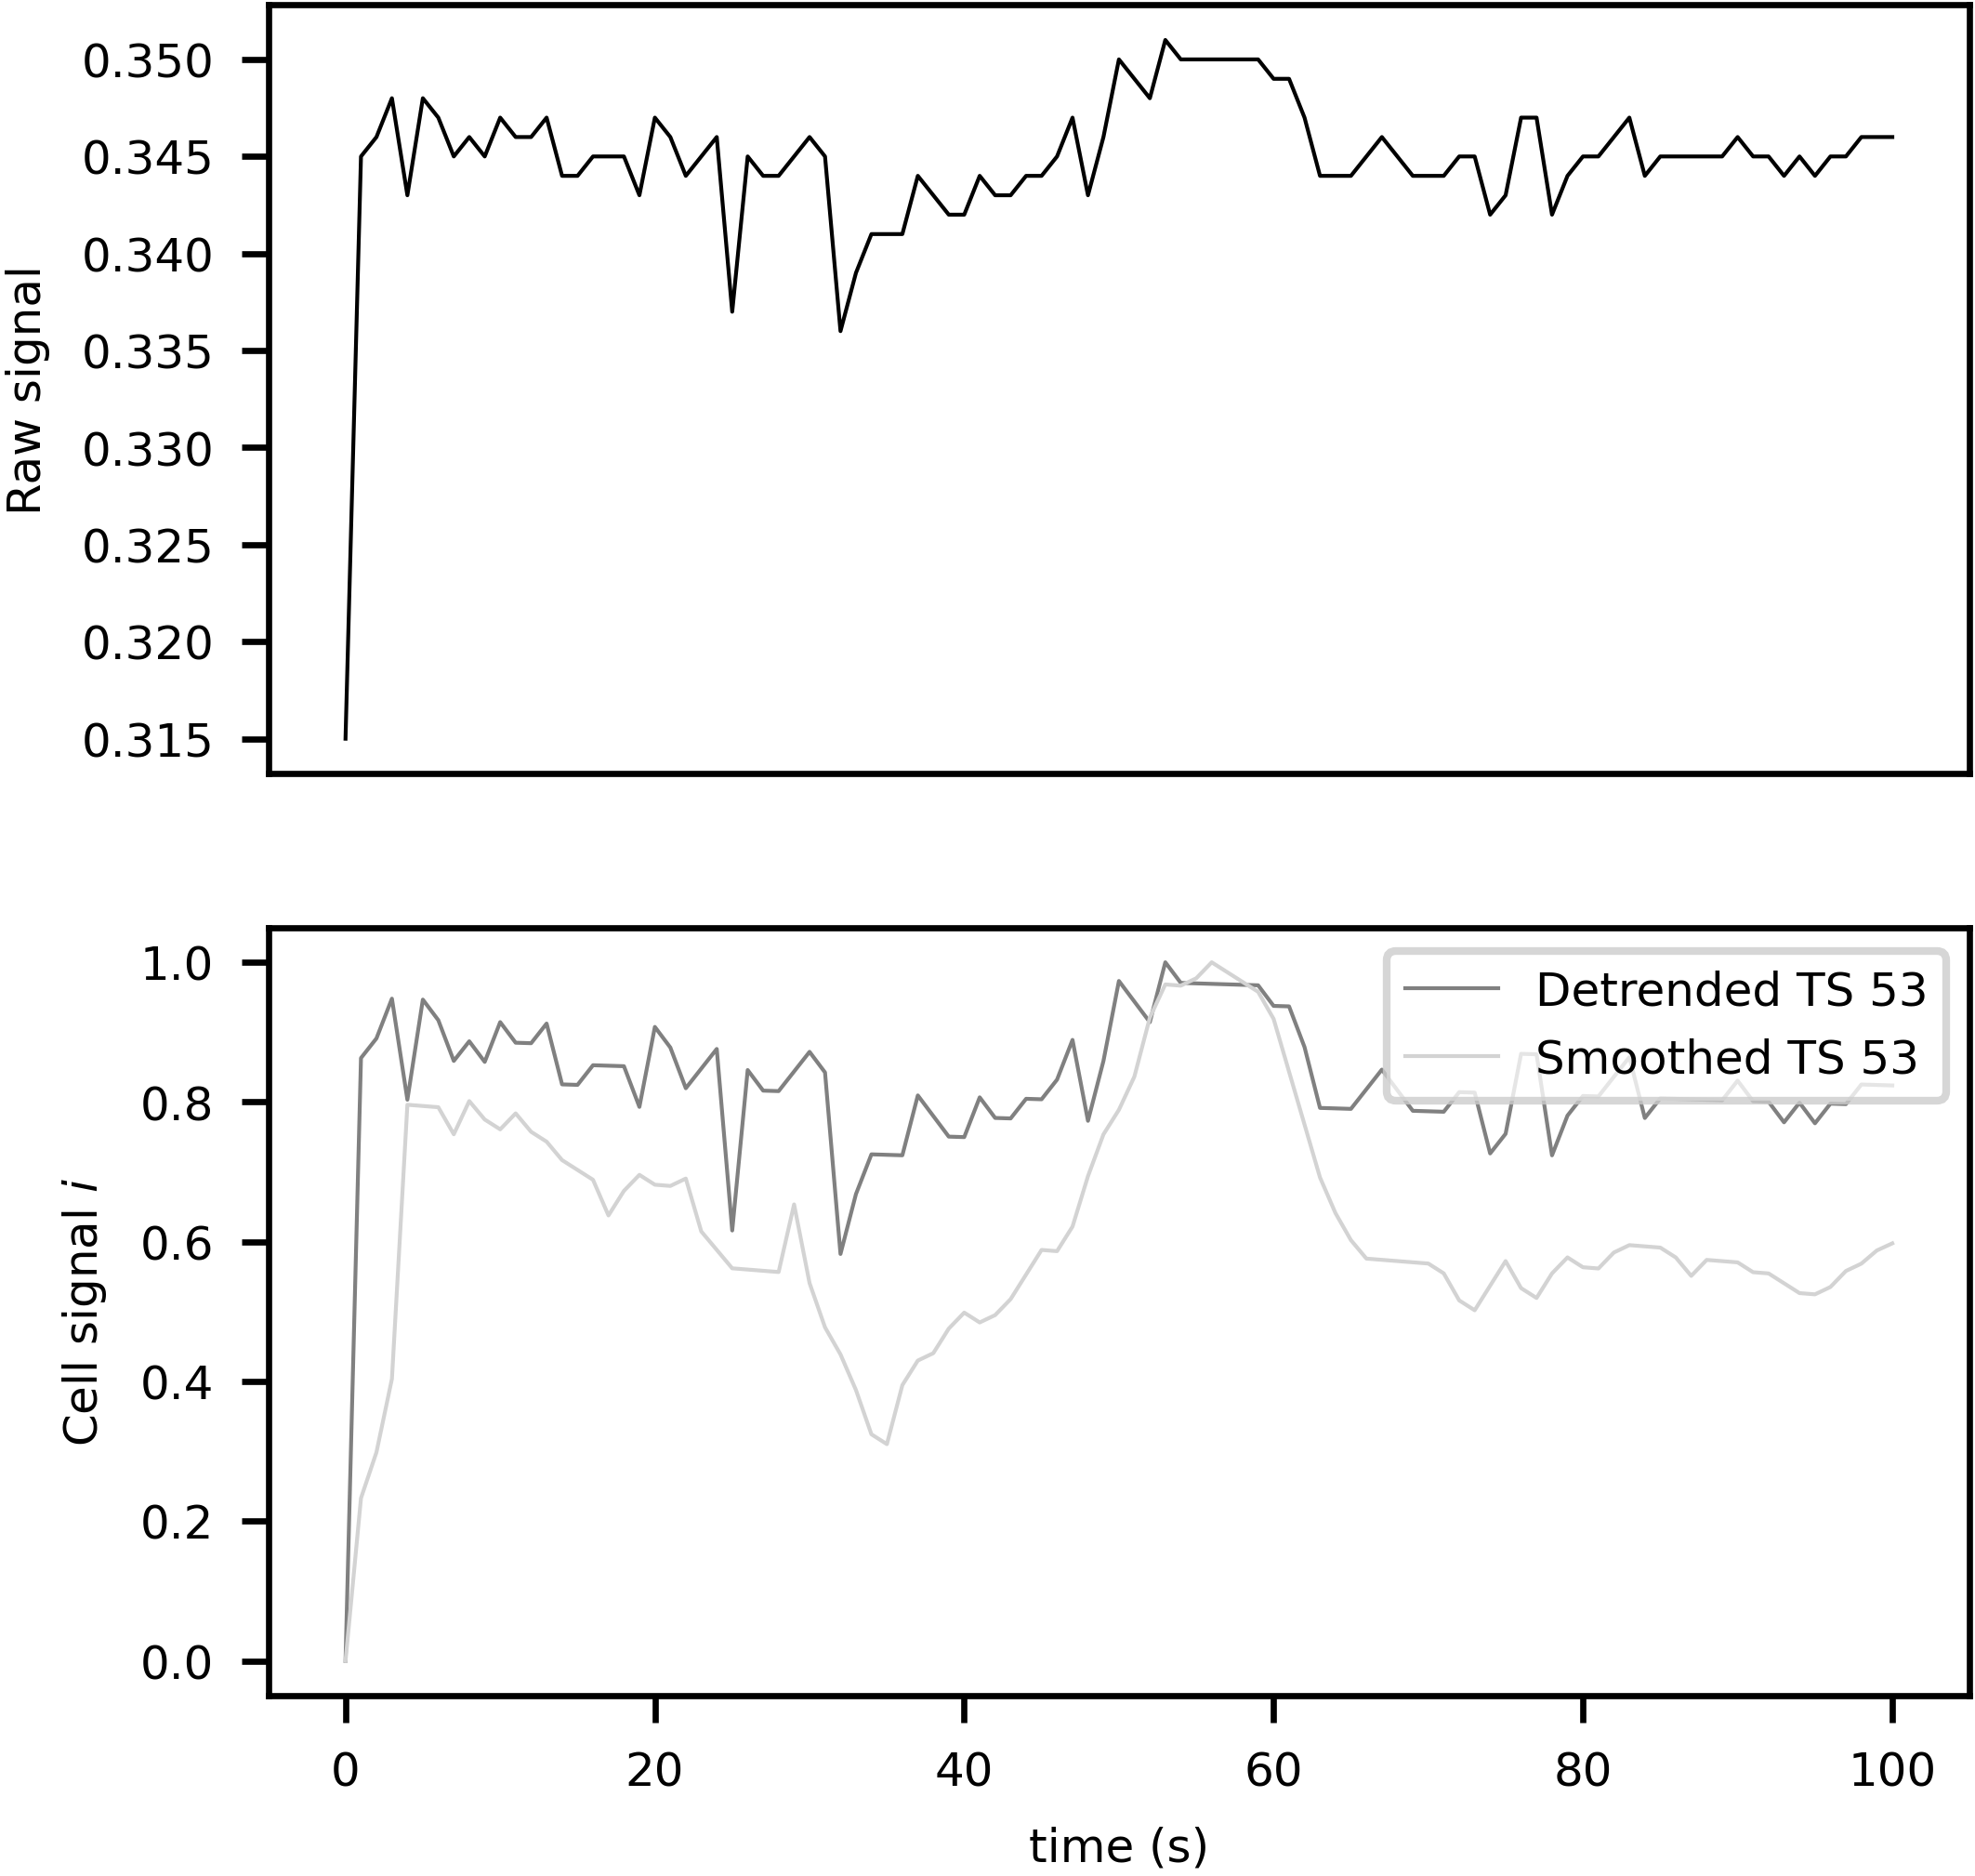 Raw signal
0.350
0.345
0.340
0.335
0.330
0.325
0.320
0.315
Cell signal i
1.0
0.8
0.6
0.4
0.2
0.0
Detrended TS 53
Smoothed TS 53
0 20 40 60 80 100
time (s)